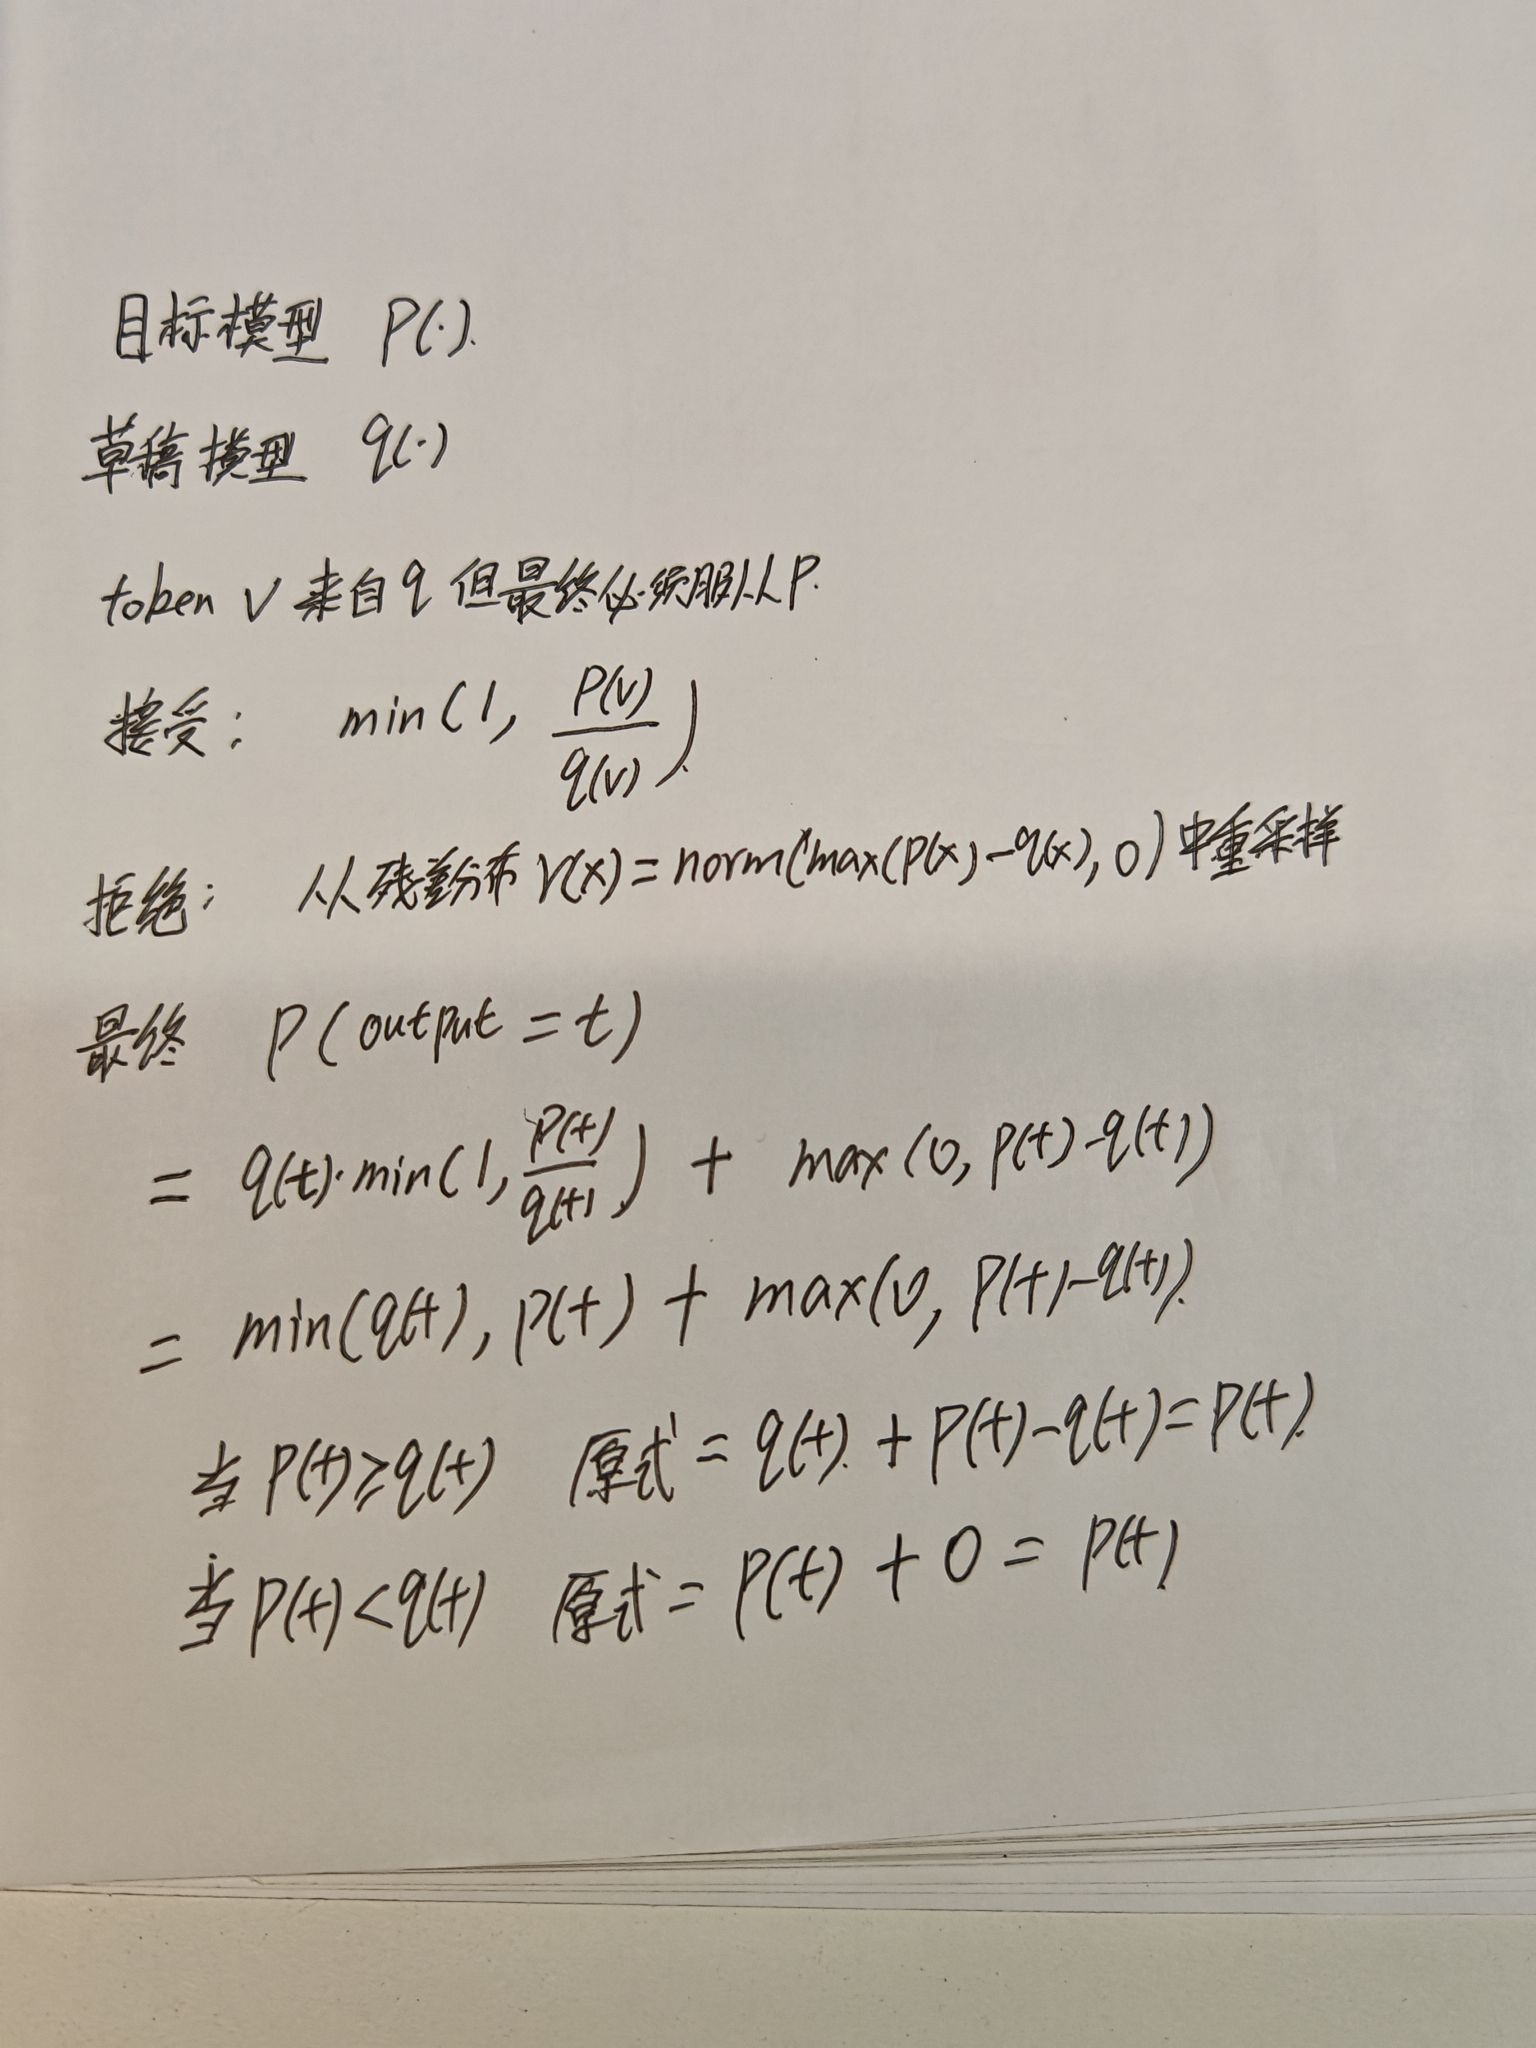 目标模型 P(·).
草稿模型 q(·)
token v 来自q 但最终必须服从P.
接受: min(1, P(v)/q(v)).
拒绝: 从残差分布 r(x)=norm(max(P(x)-q(x), 0)中重采样
最终 P(output=t)
= q(t)·min(1, P(t)/q(t)) + max(0, P(t)-q(t))
= min(q(t), P(t) + max(0, P(t)-q(t)).
当 P(t)≥q(t) 原式=q(t).+P(t)-q(t)=P(t).
当 P(t)<q(t) 原式=P(t)+0=P(t)